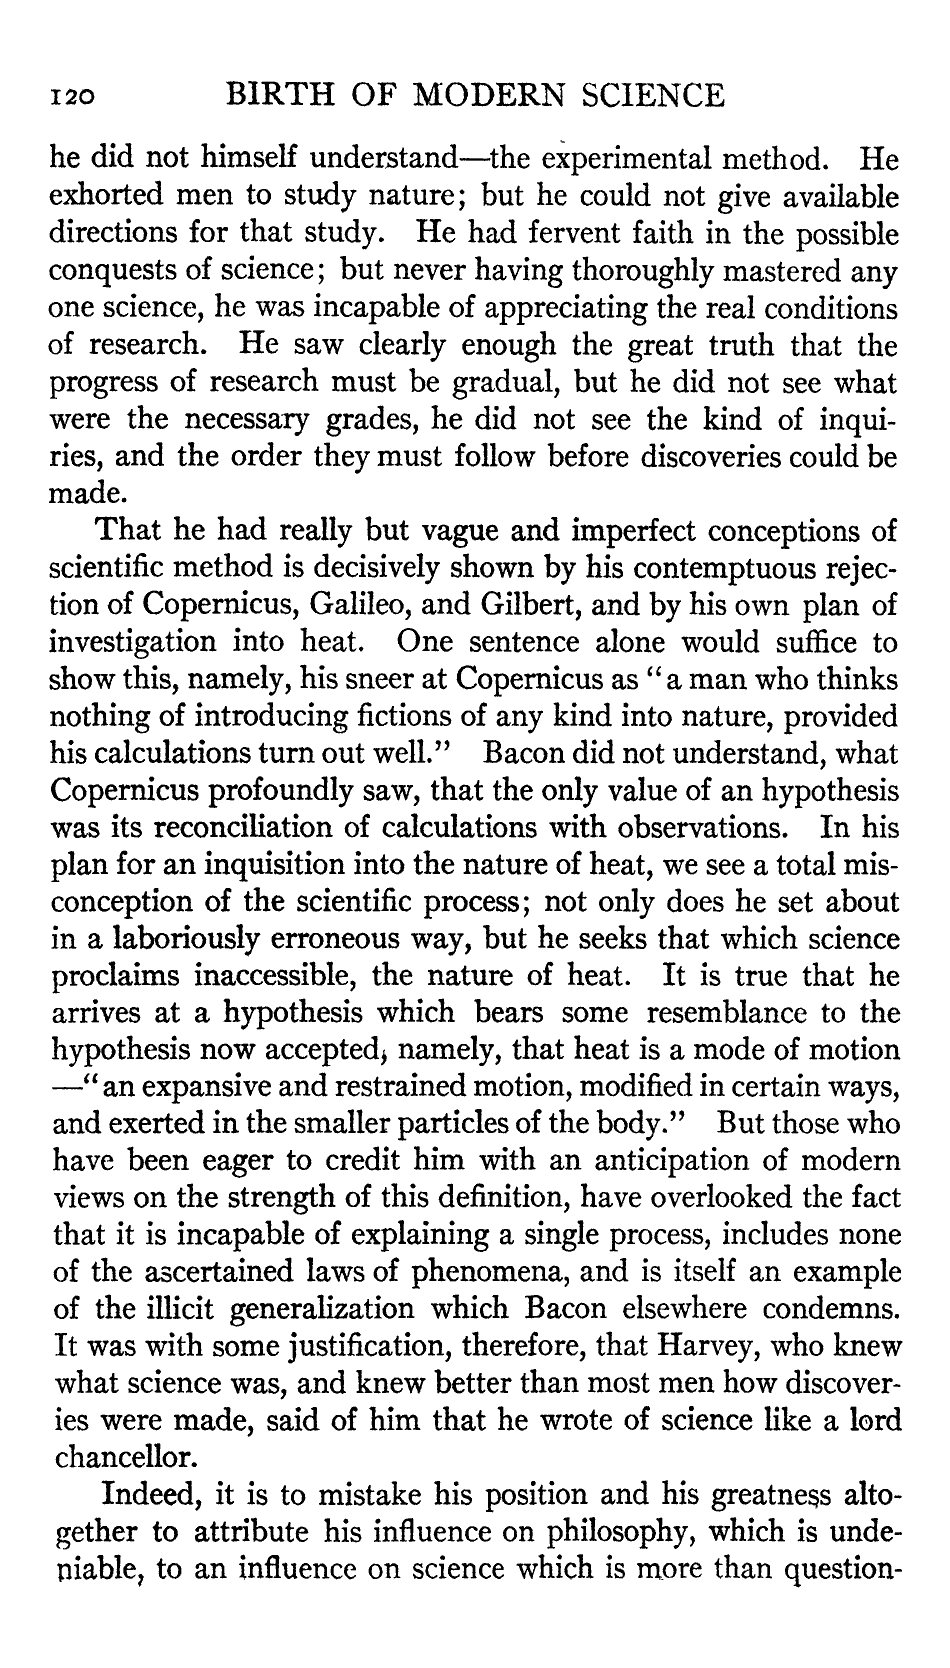 120 BIRTH OF MODERN SCIENCE
he did not himself understand—the experimental method. He
exhorted men to study nature; but he could not give available
directions for that study. He had fervent faith in the possible
conquests of science; but never having thoroughly mastered any
one science, he was incapable of appreciating the real conditions
of research. He saw clearly enough the great truth that the
progress of research must be gradual, but he did not see what
were the necessary grades, he did not see the kind of inqui-
ries, and the order they must follow before discoveries could be
made.
That he had really but vague and imperfect conceptions of
scientific method is decisively shown by his contemptuous rejec-
tion of Copernicus, Galileo, and Gilbert, and by his own plan of
investigation into heat. One sentence alone would suffice to
show this, namely, his sneer at Copernicus as "a man who thinks
nothing of introducing fictions of any kind into nature, provided
his calculations turn out well." Bacon did not understand, what
Copernicus profoundly saw, that the only value of an hypothesis
was its reconciliation of calculations with observations. In his
plan for an inquisition into the nature of heat, we see a total mis-
conception of the scientific process; not only does he set about
in a laboriously erroneous way, but he seeks that which science
proclaims inaccessible, the nature of heat. It is true that he
arrives at a hypothesis which bears some resemblance to the
hypothesis now accepted, namely, that heat is a mode of motion
—"an expansive and restrained motion, modified in certain ways,
and exerted in the smaller particles of the body." But those who
have been eager to credit him with an anticipation of modern
views on the strength of this definition, have overlooked the fact
that it is incapable of explaining a single process, includes none
of the ascertained laws of phenomena, and is itself an example
of the illicit generalization which Bacon elsewhere condemns.
It was with some justification, therefore, that Harvey, who knew
what science was, and knew better than most men how discover-
ies were made, said of him that he wrote of science like a lord
chancellor.
Indeed, it is to mistake his position and his greatness alto-
gether to attribute his influence on philosophy, which is unde-
niable, to an influence on science which is more than question-